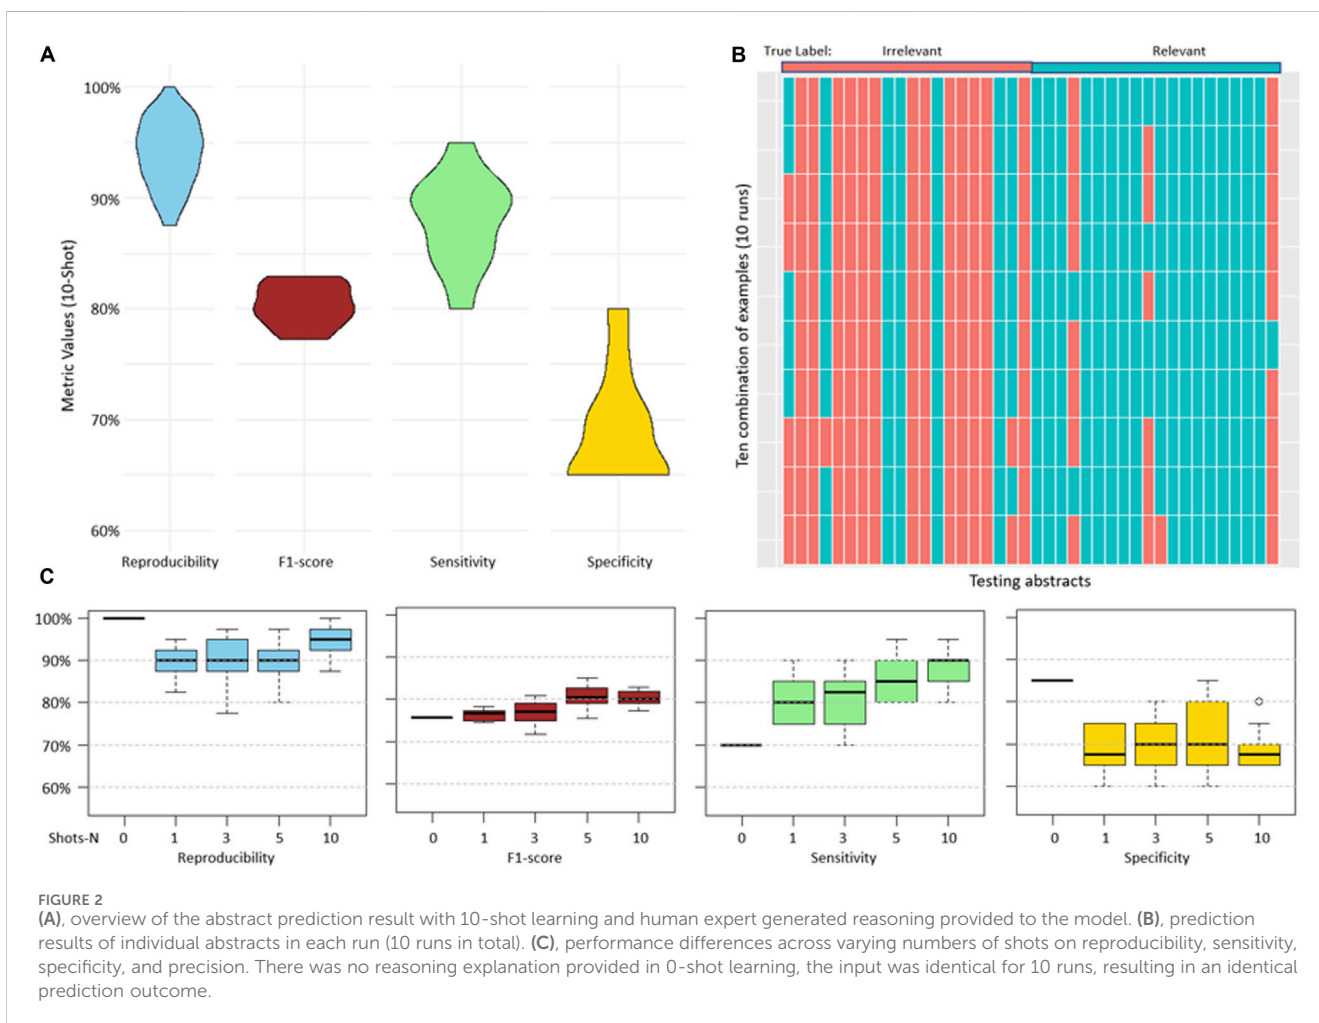 A
Metric Values (10-Shot)
100%
90%
80%
70%
60%
Reproducibility
F1-score
Sensitivity
Specificity
B
True Label:
Irrelevant
Relevant
Ten combination of examples (10 runs)
Testing abstracts
C
100%
90%
80%
70%
60%
Shots-N
0 1 3 5 10
Reproducibility
0 1 3 5 10
F1-score
0 1 3 5 10
Sensitivity
0 1 3 5 10
Specificity
FIGURE 2
(A), overview of the abstract prediction result with 10-shot learning and human expert generated reasoning provided to the model. (B), prediction
results of individual abstracts in each run (10 runs in total). (C), performance differences across varying numbers of shots on reproducibility, sensitivity,
specificity, and precision. There was no reasoning explanation provided in 0-shot learning, the input was identical for 10 runs, resulting in an identical
prediction outcome.